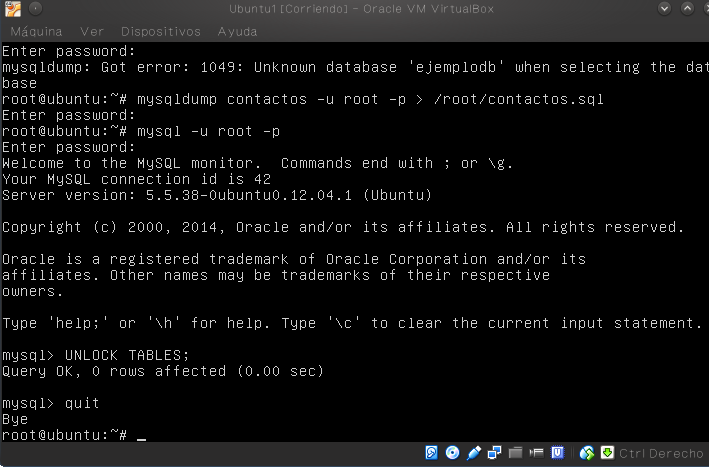 Ubuntu1 [Corriendo] - Oracle VM VirtualBox
Máquina Ver Dispositivos Ayuda
Enter password:
mysqldump: Got error: 1049: Unknown database 'ejemplodb' when selecting the dat
base
root@ubuntu:~# mysqldump contactos -u root -p > /root/contactos.sql
Enter password:
root@ubuntu:~# mysql -u root -p
Enter password:
Welcome to the MySQL monitor.  Commands end with ; or \g.
Your MySQL connection id is 42
Server version: 5.5.38-0ubuntu0.12.04.1 (Ubuntu)
Copyright (c) 2000, 2014, Oracle and/or its affiliates. All rights reserved.
Oracle is a registered trademark of Oracle Corporation and/or its
affiliates. Other names may be trademarks of their respective
owners.
Type 'help;' or '\h' for help. Type '\c' to clear the current input statement.
mysql> UNLOCK TABLES;
Query OK, 0 rows affected (0.00 sec)
mysql> quit
Bye
root@ubuntu:~# _
Ctrl Derecho